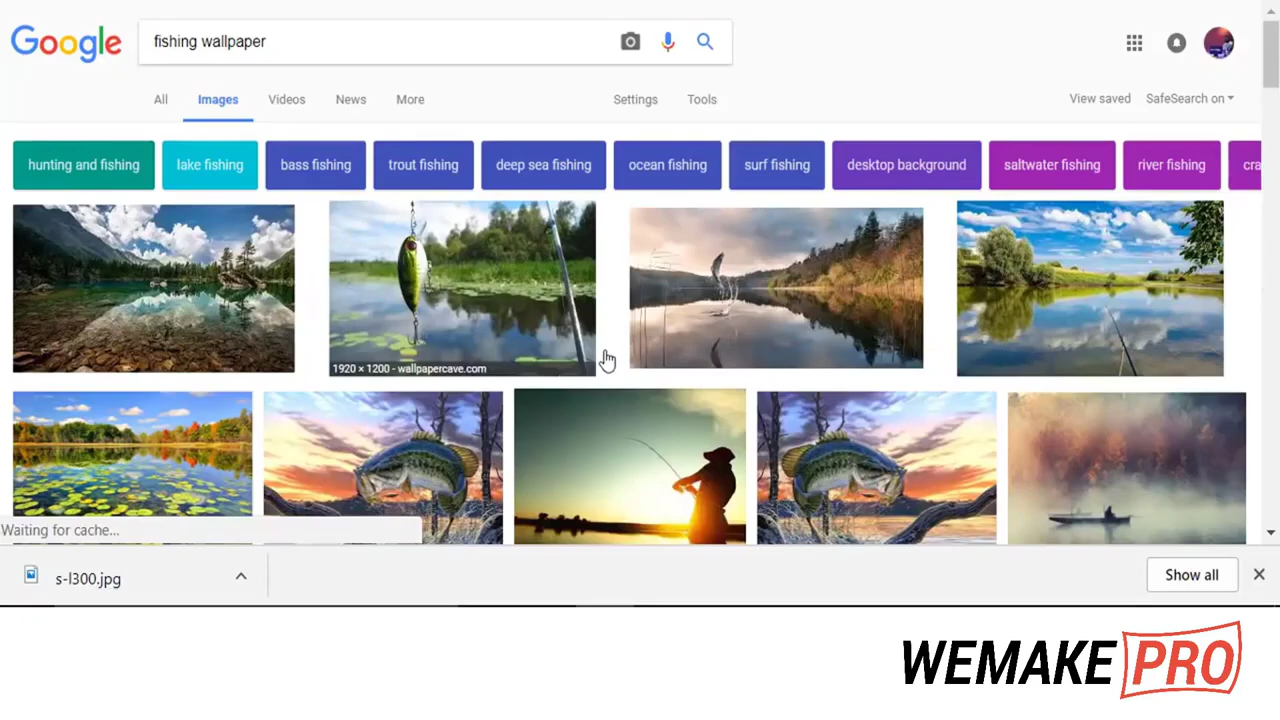 Google
fishing wallpaper
All Images Videos News More Settings Tools View saved SafeSearch on
hunting and fishing lake fishing bass fishing trout fishing deep sea fishing ocean fishing surf fishing desktop background saltwater fishing river fishing cra
1920 × 1200 - wallpapercave.com
Waiting for cache...
s-l300.jpg Show all
WEMAKE PRO